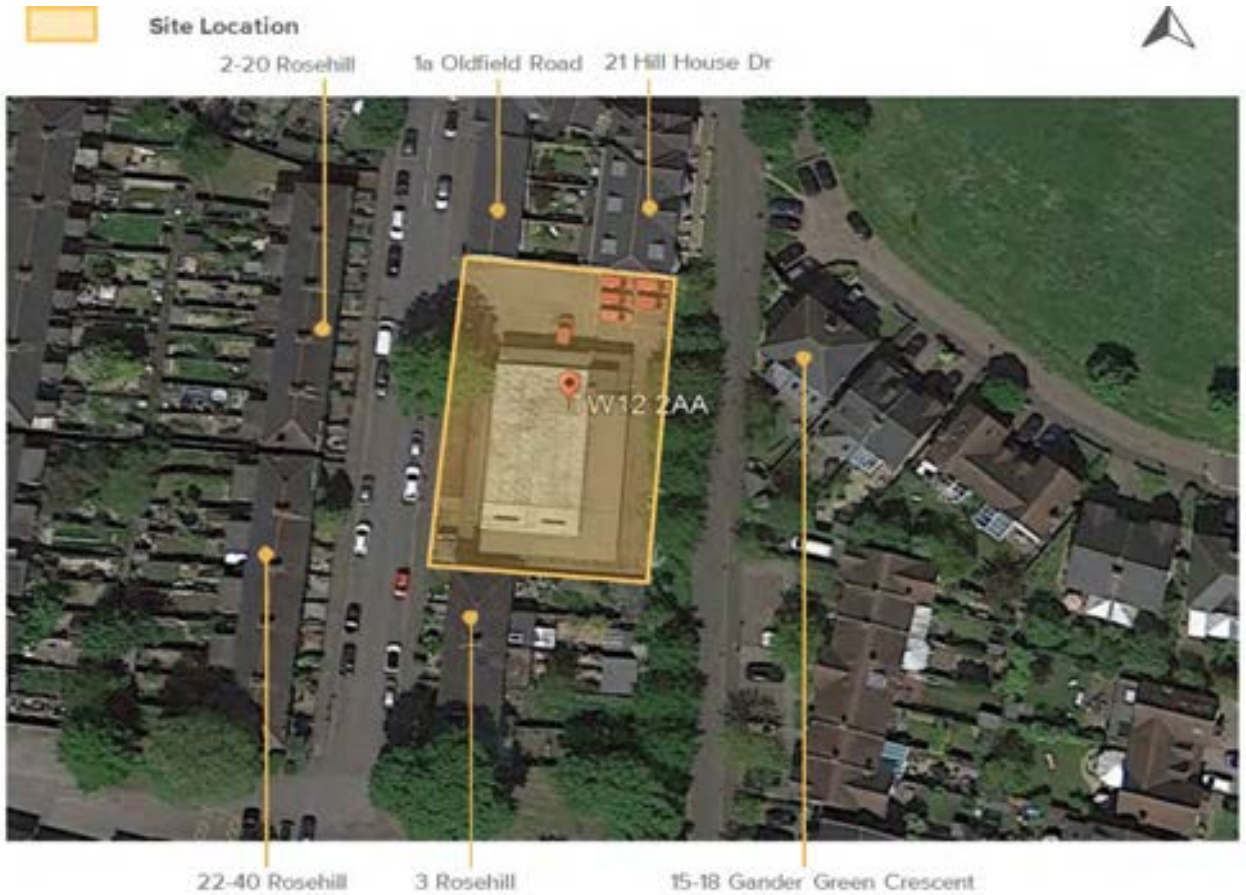 Site Location
2-20 Rosehill
1a Oldfield Road
21 Hill House Dr
W12 2AA
22-40 Rosehill
3 Rosehill
15-18 Gander Green Crescent